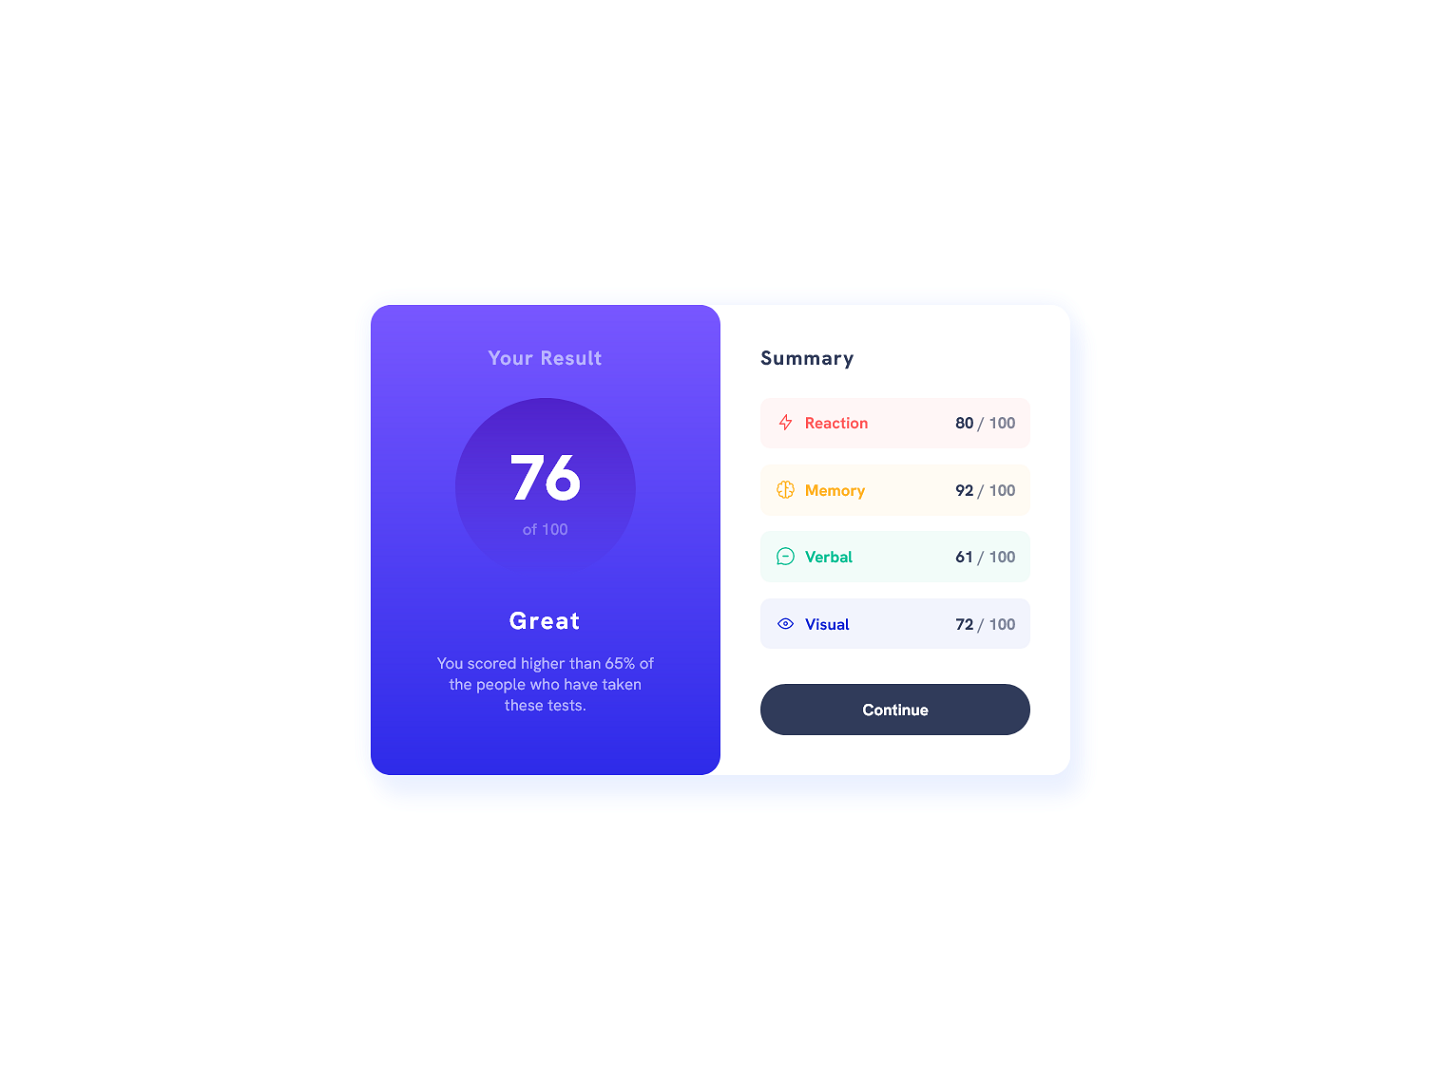 Your Result
76
of 100
Great
You scored higher than 65% of
the people who have taken
these tests.
Summary
Reaction 80 / 100
Memory 92 / 100
Verbal 61 / 100
Visual 72 / 100
Continue